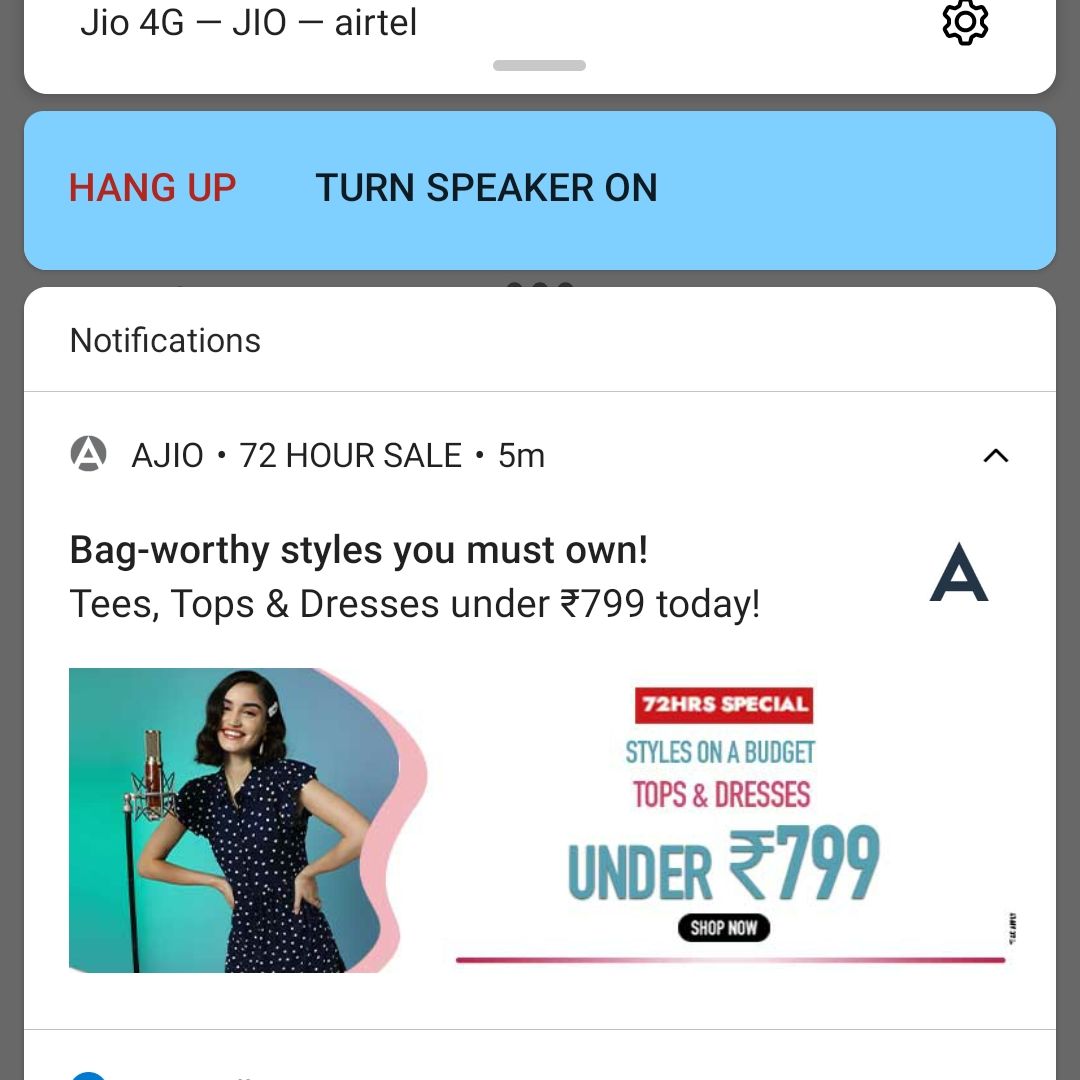 Jio 4G — JIO — airtel
HANG UP TURN SPEAKER ON
Notifications
AJIO • 72 HOUR SALE • 5m
Bag-worthy styles you must own!
Tees, Tops & Dresses under ₹799 today!
72HRS SPECIAL
STYLES ON A BUDGET
TOPS & DRESSES
UNDER ₹799
SHOP NOW